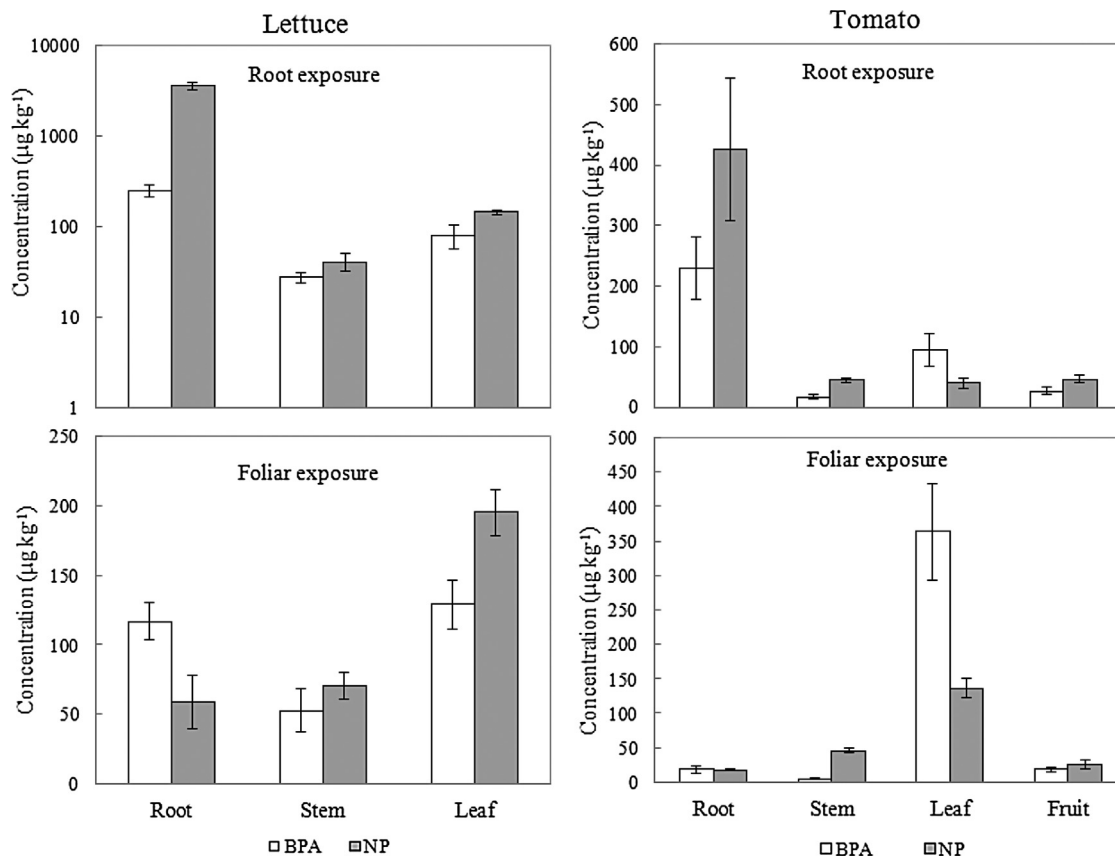 Lettuce
Root exposure
Concentration (µg kg⁻¹)
10000
1000
100
10
1
Tomato
Root exposure
Concentration (µg kg⁻¹)
600
500
400
300
200
100
0
Foliar exposure
Concentration (µg kg⁻¹)
250
200
150
100
50
0
Root Stem Leaf
BPA NP
Foliar exposure
Concentration (µg kg⁻¹)
500
450
400
350
300
250
200
150
100
50
0
Root Stem Leaf Fruit
BPA NP